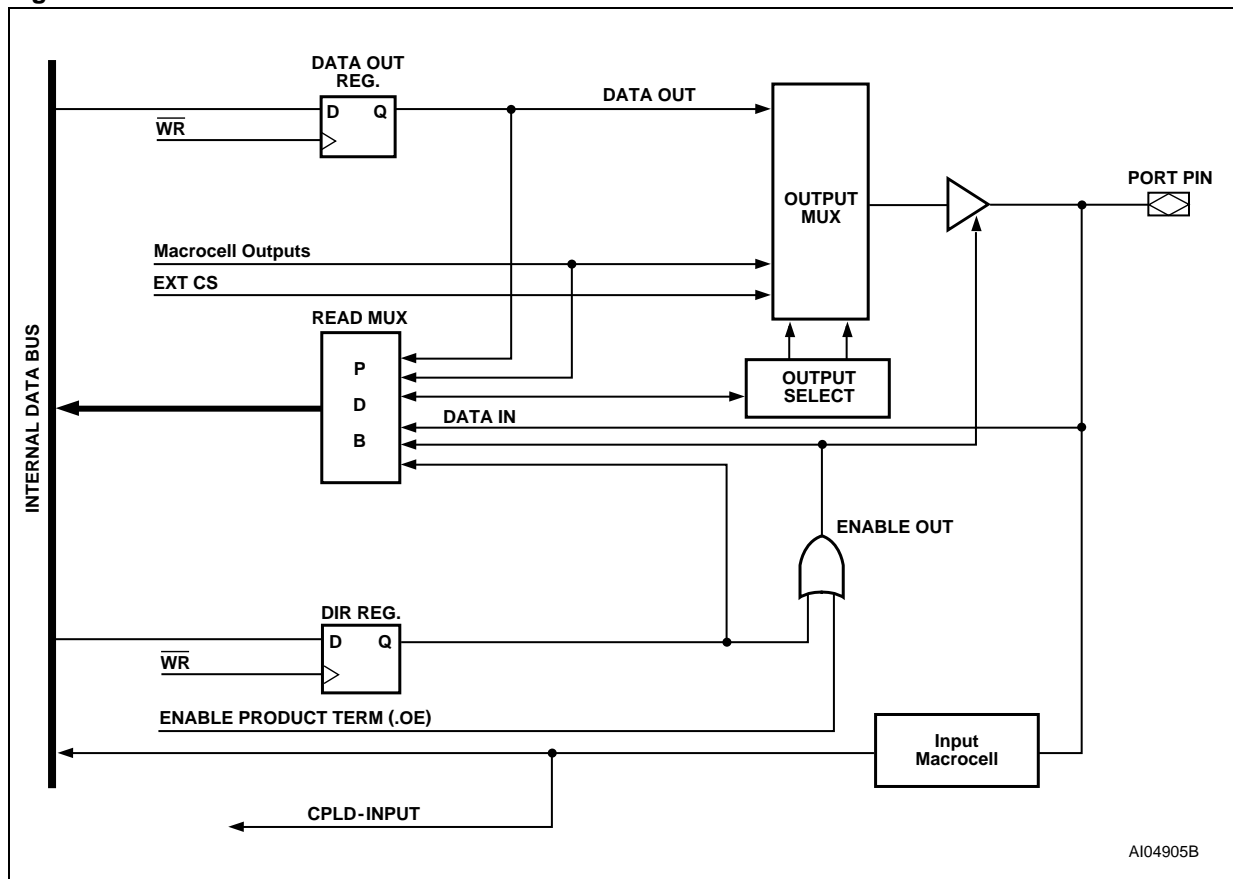 DATA OUT
REG.
D Q
WR
DATA OUT
OUTPUT
MUX
PORT PIN
Macrocell Outputs
EXT CS
READ MUX
P
D
B
OUTPUT
SELECT
DATA IN
INTERNAL DATA BUS
ENABLE OUT
DIR REG.
D Q
WR
ENABLE PRODUCT TERM (.OE)
Input
Macrocell
CPLD-INPUT
AI04905B